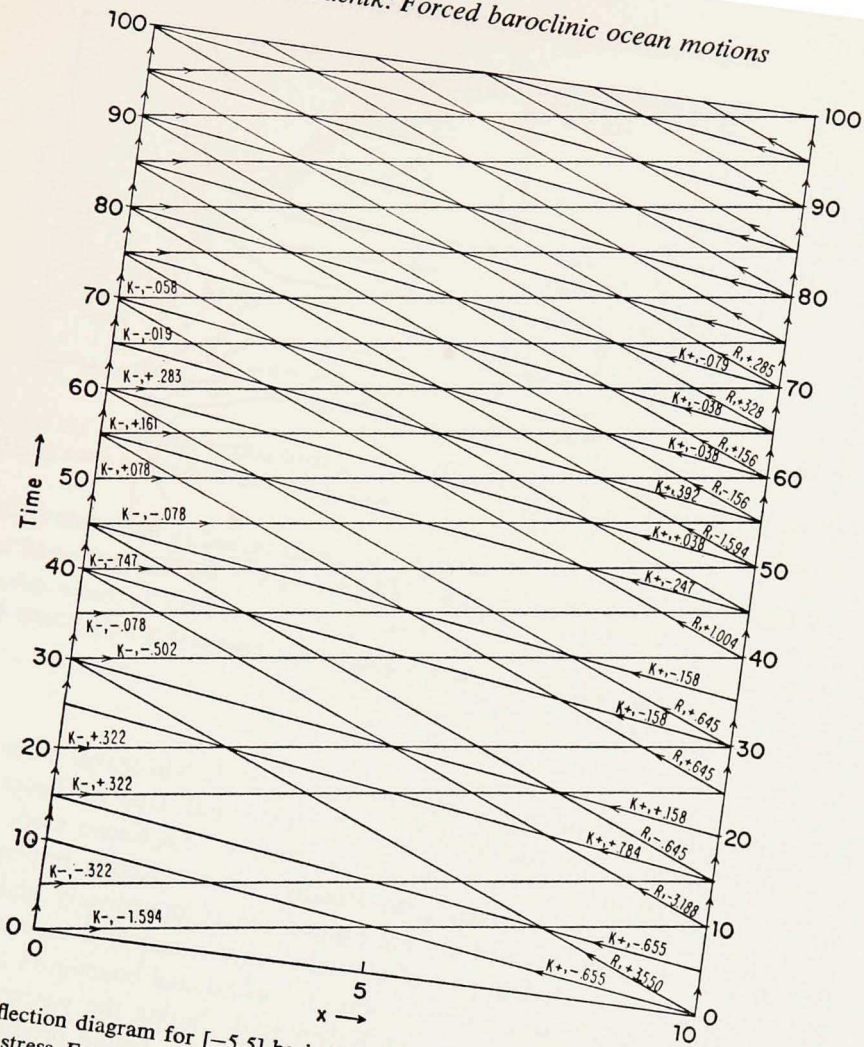 Forced baroclinic ocean motions
100
90
80
70
60
50
40
30
20
10
0
Time →
0
5
10
x →
100
90
80
70
60
50
40
30
20
10
0
K-,-.058
K-,-.019
K-,+.283
K-,+.161
K-,+.078
K-,-.078
K-,-.747
K-,-.078
K-,-.502
K-,+.322
K-,+.322
K-,-.322
K-,-1.594
K+,-.079
R,+.285
K+,-.038
R,+.328
K+,-.038
R,+.156
K+,.392
R,-.156
K+,+.038
R,-1.594
K+,-.247
R,+1.004
K+,-.158
K+,-.158
R,+.645
R,+.645
K+,+.158
K+,+.784
R,-.645
R,-3.188
K+,-.655
K+,-.655
R,+3.550
flection diagram for [-5,5]
stress.